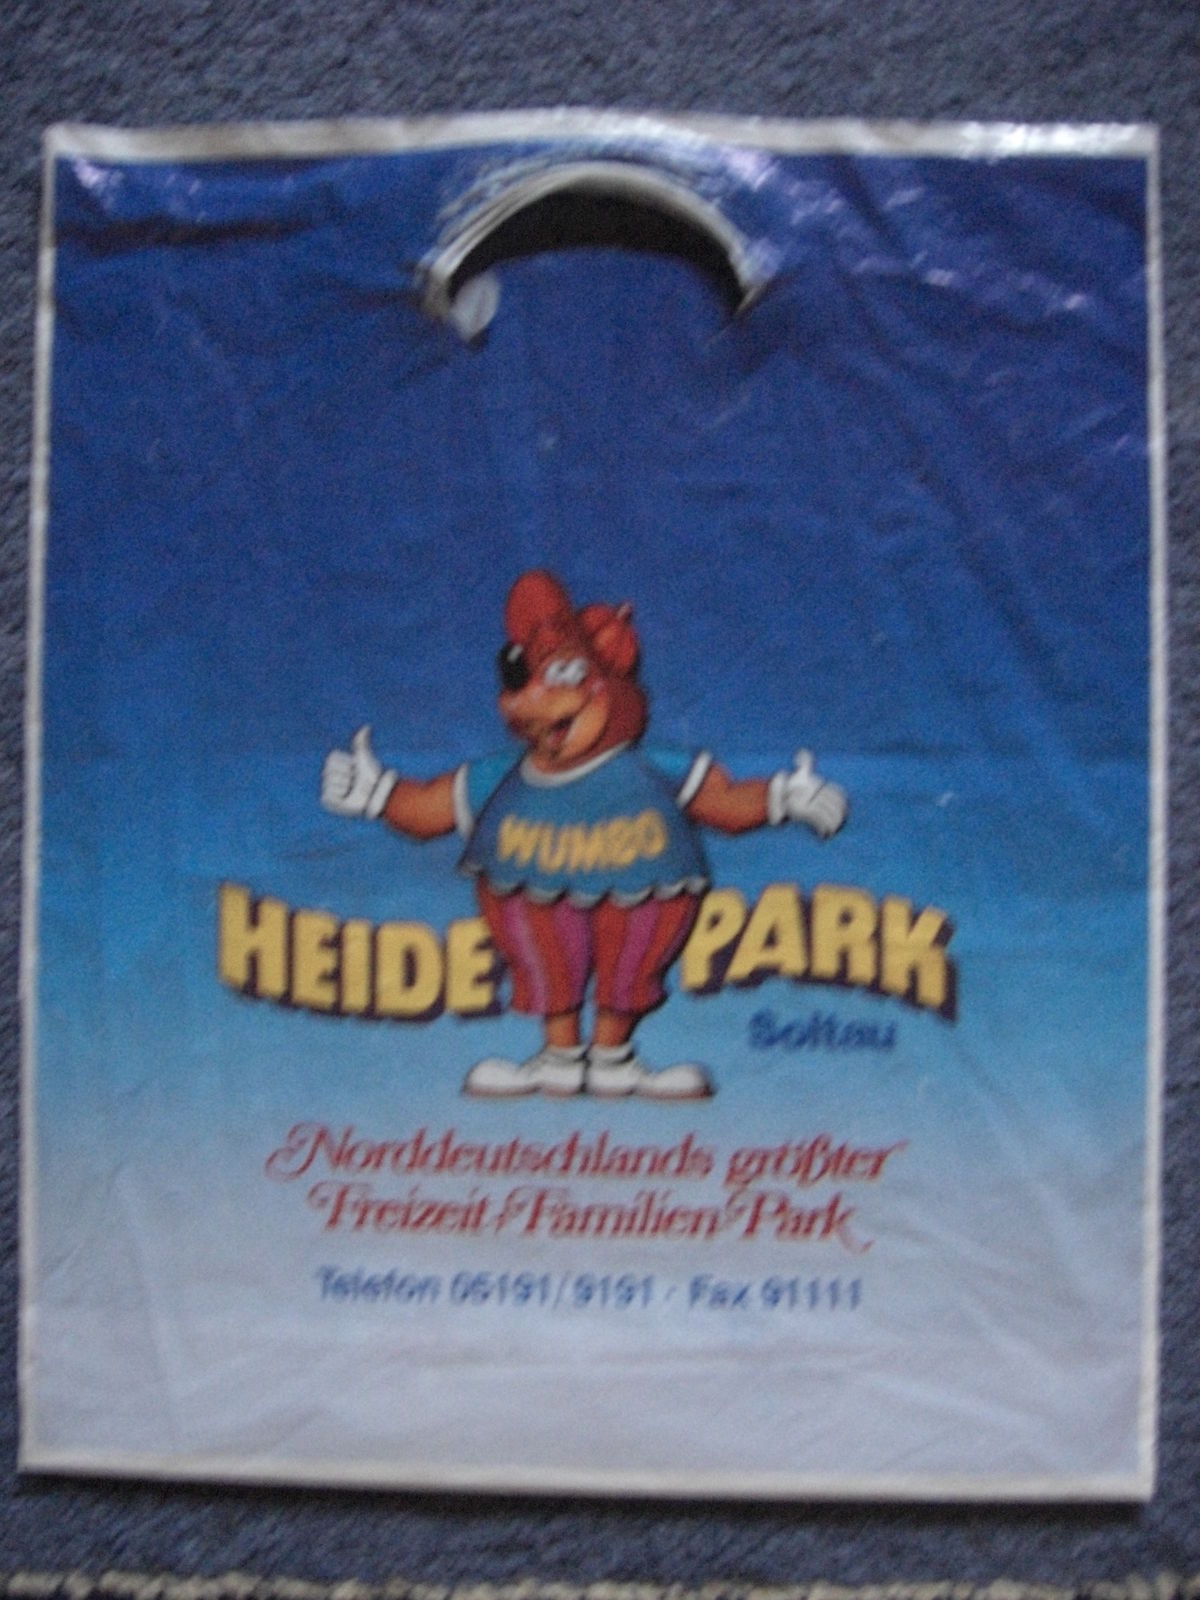 WUMBO
HEIDE PARK
Soltau
Norddeutschlands größter
Freizeit/Familien-Park
Telefon 05191/9191 · Fax 91111